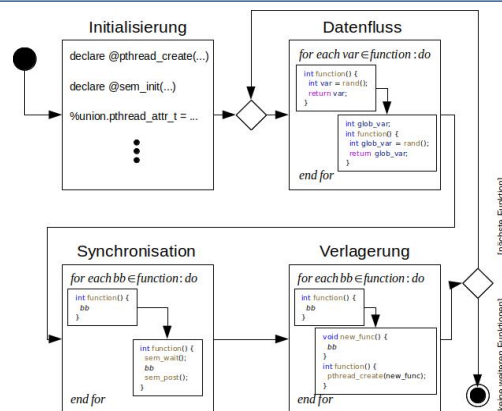 Initialisierung
declare @pthread_create(...)
declare @sem_init(...)
%union.pthread_attr_t = ...
Datenfluss
for each var∈function: do
int function() {
int var = rand();
return var;
}
int glob_var;
int function() {
int glob_var = rand();
return glob_var;
}
end for
Synchronisation
for each bb∈function: do
int function() {
bb
}
int function() {
sem_wait();
bb
sem_post();
}
end for
Verlagerung
for each bb∈function: do
int function() {
bb
}
void new_func() {
bb
}
int function() {
pthread_create(new_func);
}
end for
[nächste Funktion]
[keine weiteren Funktionen]